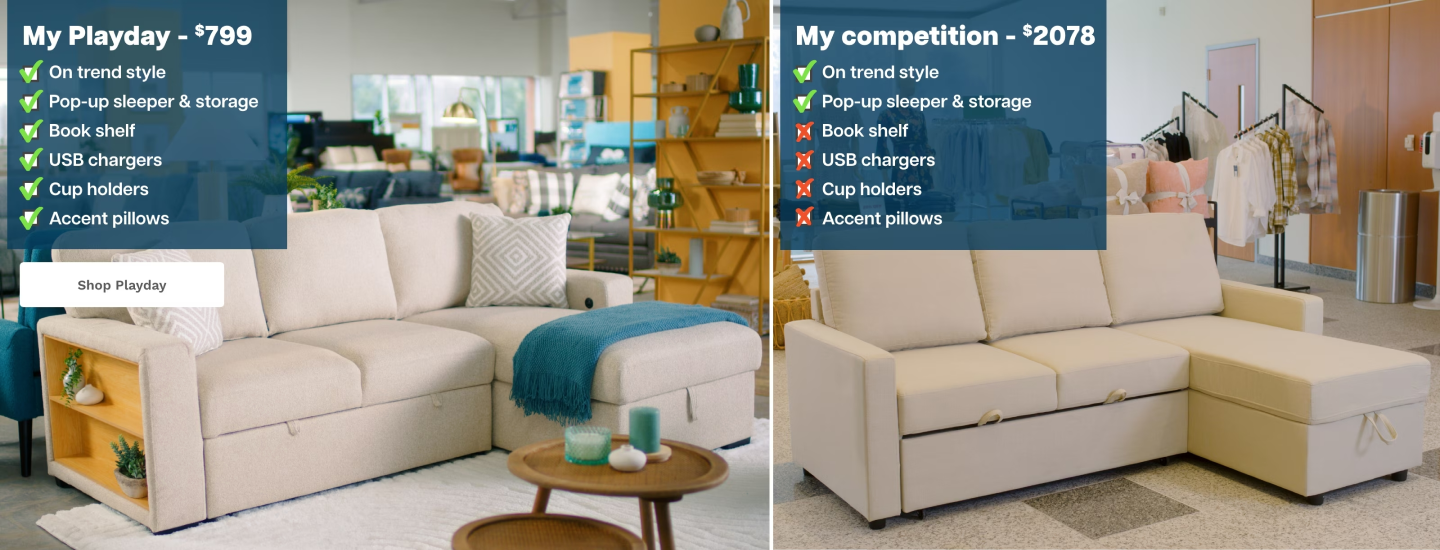 My Playday - $799
On trend style
Pop-up sleeper & storage
Book shelf
USB chargers
Cup holders
Accent pillows
Shop Playday
My competition - $2078
On trend style
Pop-up sleeper & storage
Book shelf
USB chargers
Cup holders
Accent pillows